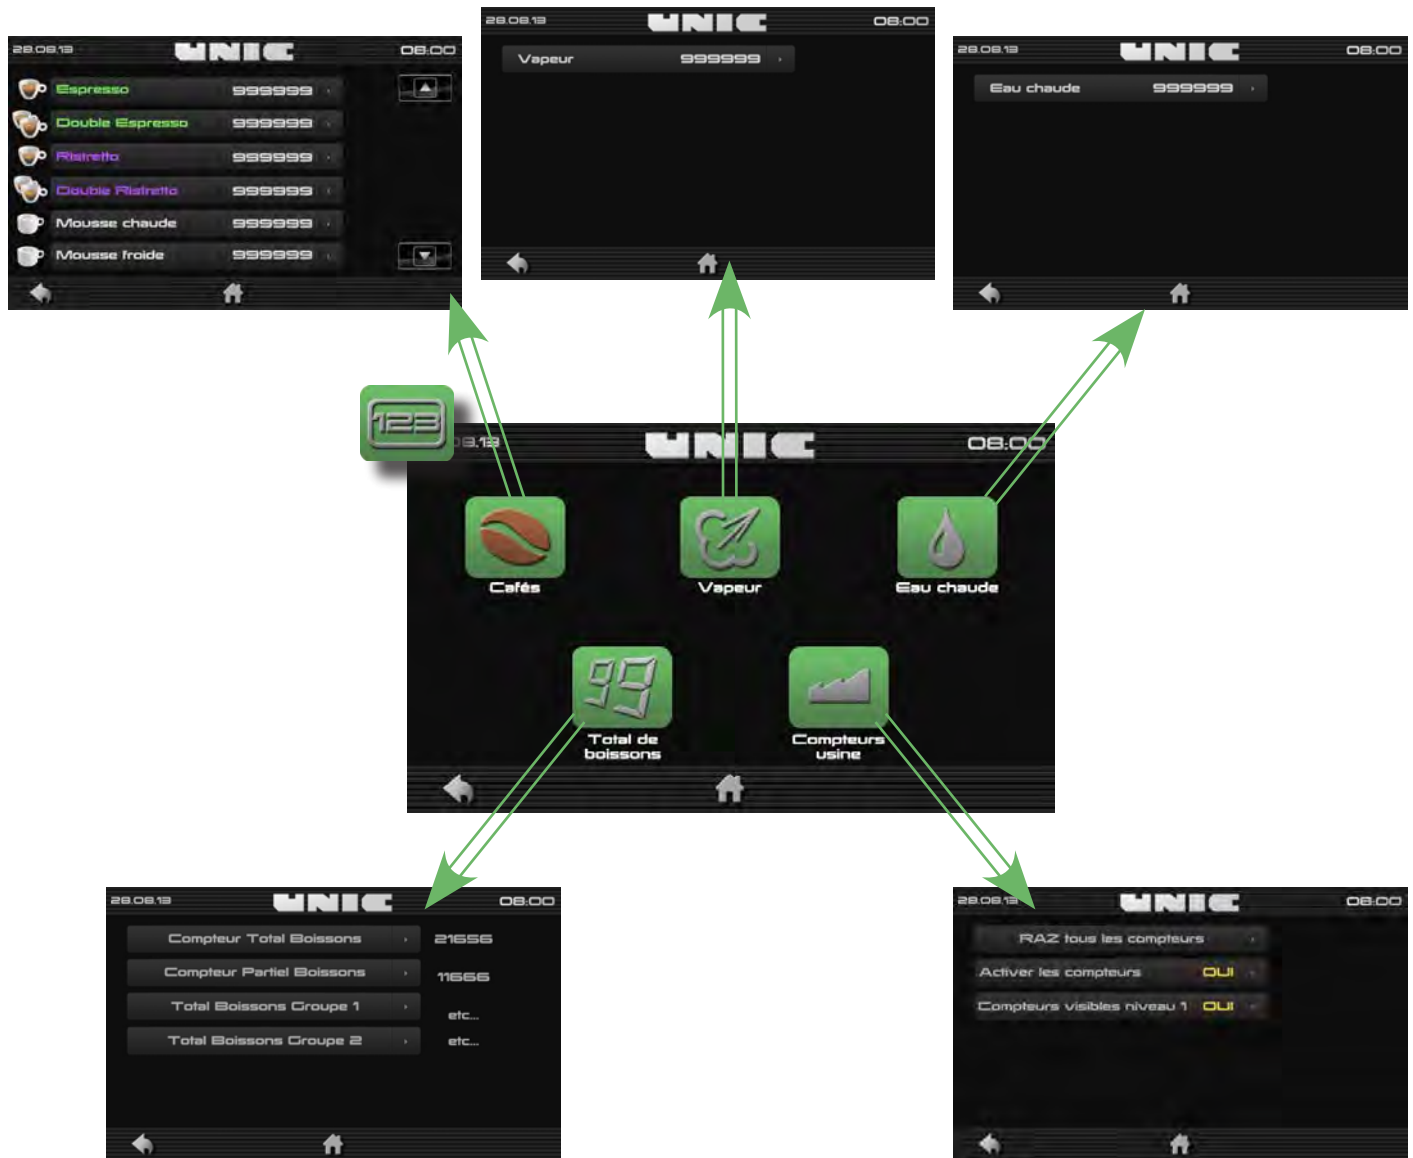 28.08.13 UNIC 08:00
Espresso 999999
Double Espresso 999999
Ristretto 999999
Double Ristretto 999999
Mousse chaude 999999
Mousse froide 999999
28.08.13 UNIC 08:00
Vapeur 999999
28.08.13 UNIC 08:00
Eau chaude 999999
123
8.13 UNIC 08:00
Cafés
Vapeur
Eau chaude
99
Total de
boissons
Compteurs
usine
28.08.13 UNIC 08:00
Compteur Total Boissons 21656
Compteur Partiel Boissons 11666
Total Boissons Groupe 1 etc...
Total Boissons Groupe 2 etc...
28.08.13 UNIC 08:00
RAZ tous les compteurs
Activer les compteurs OUI
Compteurs visibles niveau 1 OUI